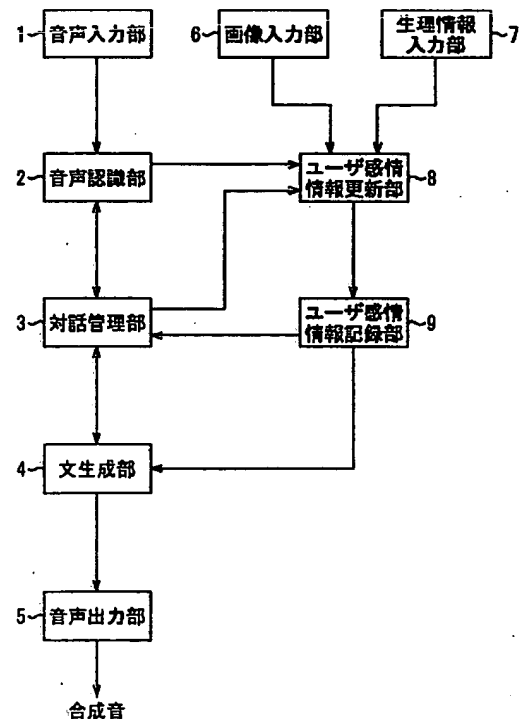 1 音声入力部
6 画像入力部
生理情報
入力部 7
2 音声認識部
ユーザ感情
情報更新部 8
3 対話管理部
ユーザ感情
情報記録部 9
4 文生成部
5 音声出力部
合成音